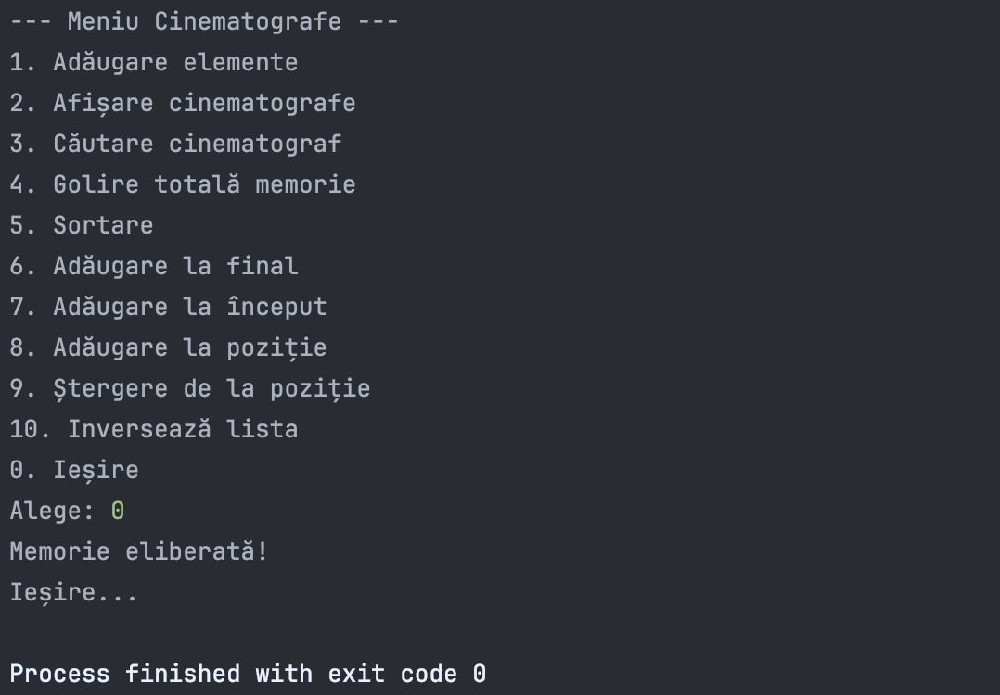 --- Meniu Cinematografe ---
1. Adăugare elemente
2. Afișare cinematografe
3. Căutare cinematograf
4. Golire totală memorie
5. Sortare
6. Adăugare la final
7. Adăugare la început
8. Adăugare la poziție
9. Ștergere de la poziție
10. Inversează lista
0. Ieșire
Alege: 0
Memorie eliberată!
Ieșire...
Process finished with exit code 0